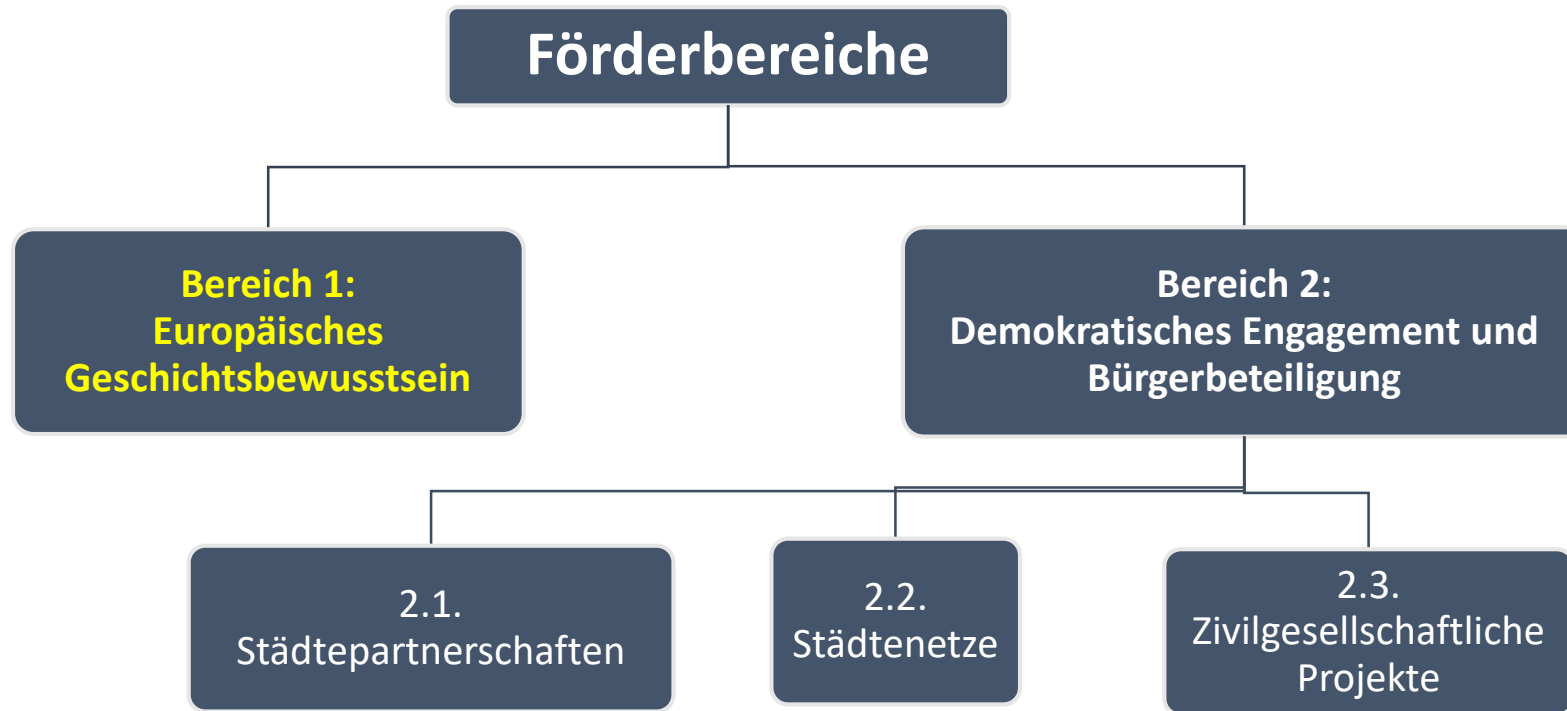 Förderbereiche
Bereich 1:
Europäisches
Geschichtsbewusstsein
Bereich 2:
Demokratisches Engagement und
Bürgerbeteiligung
2.1.
Städtepartnerschaften
2.2.
Städtenetze
2.3.
Zivilgesellschaftliche
Projekte